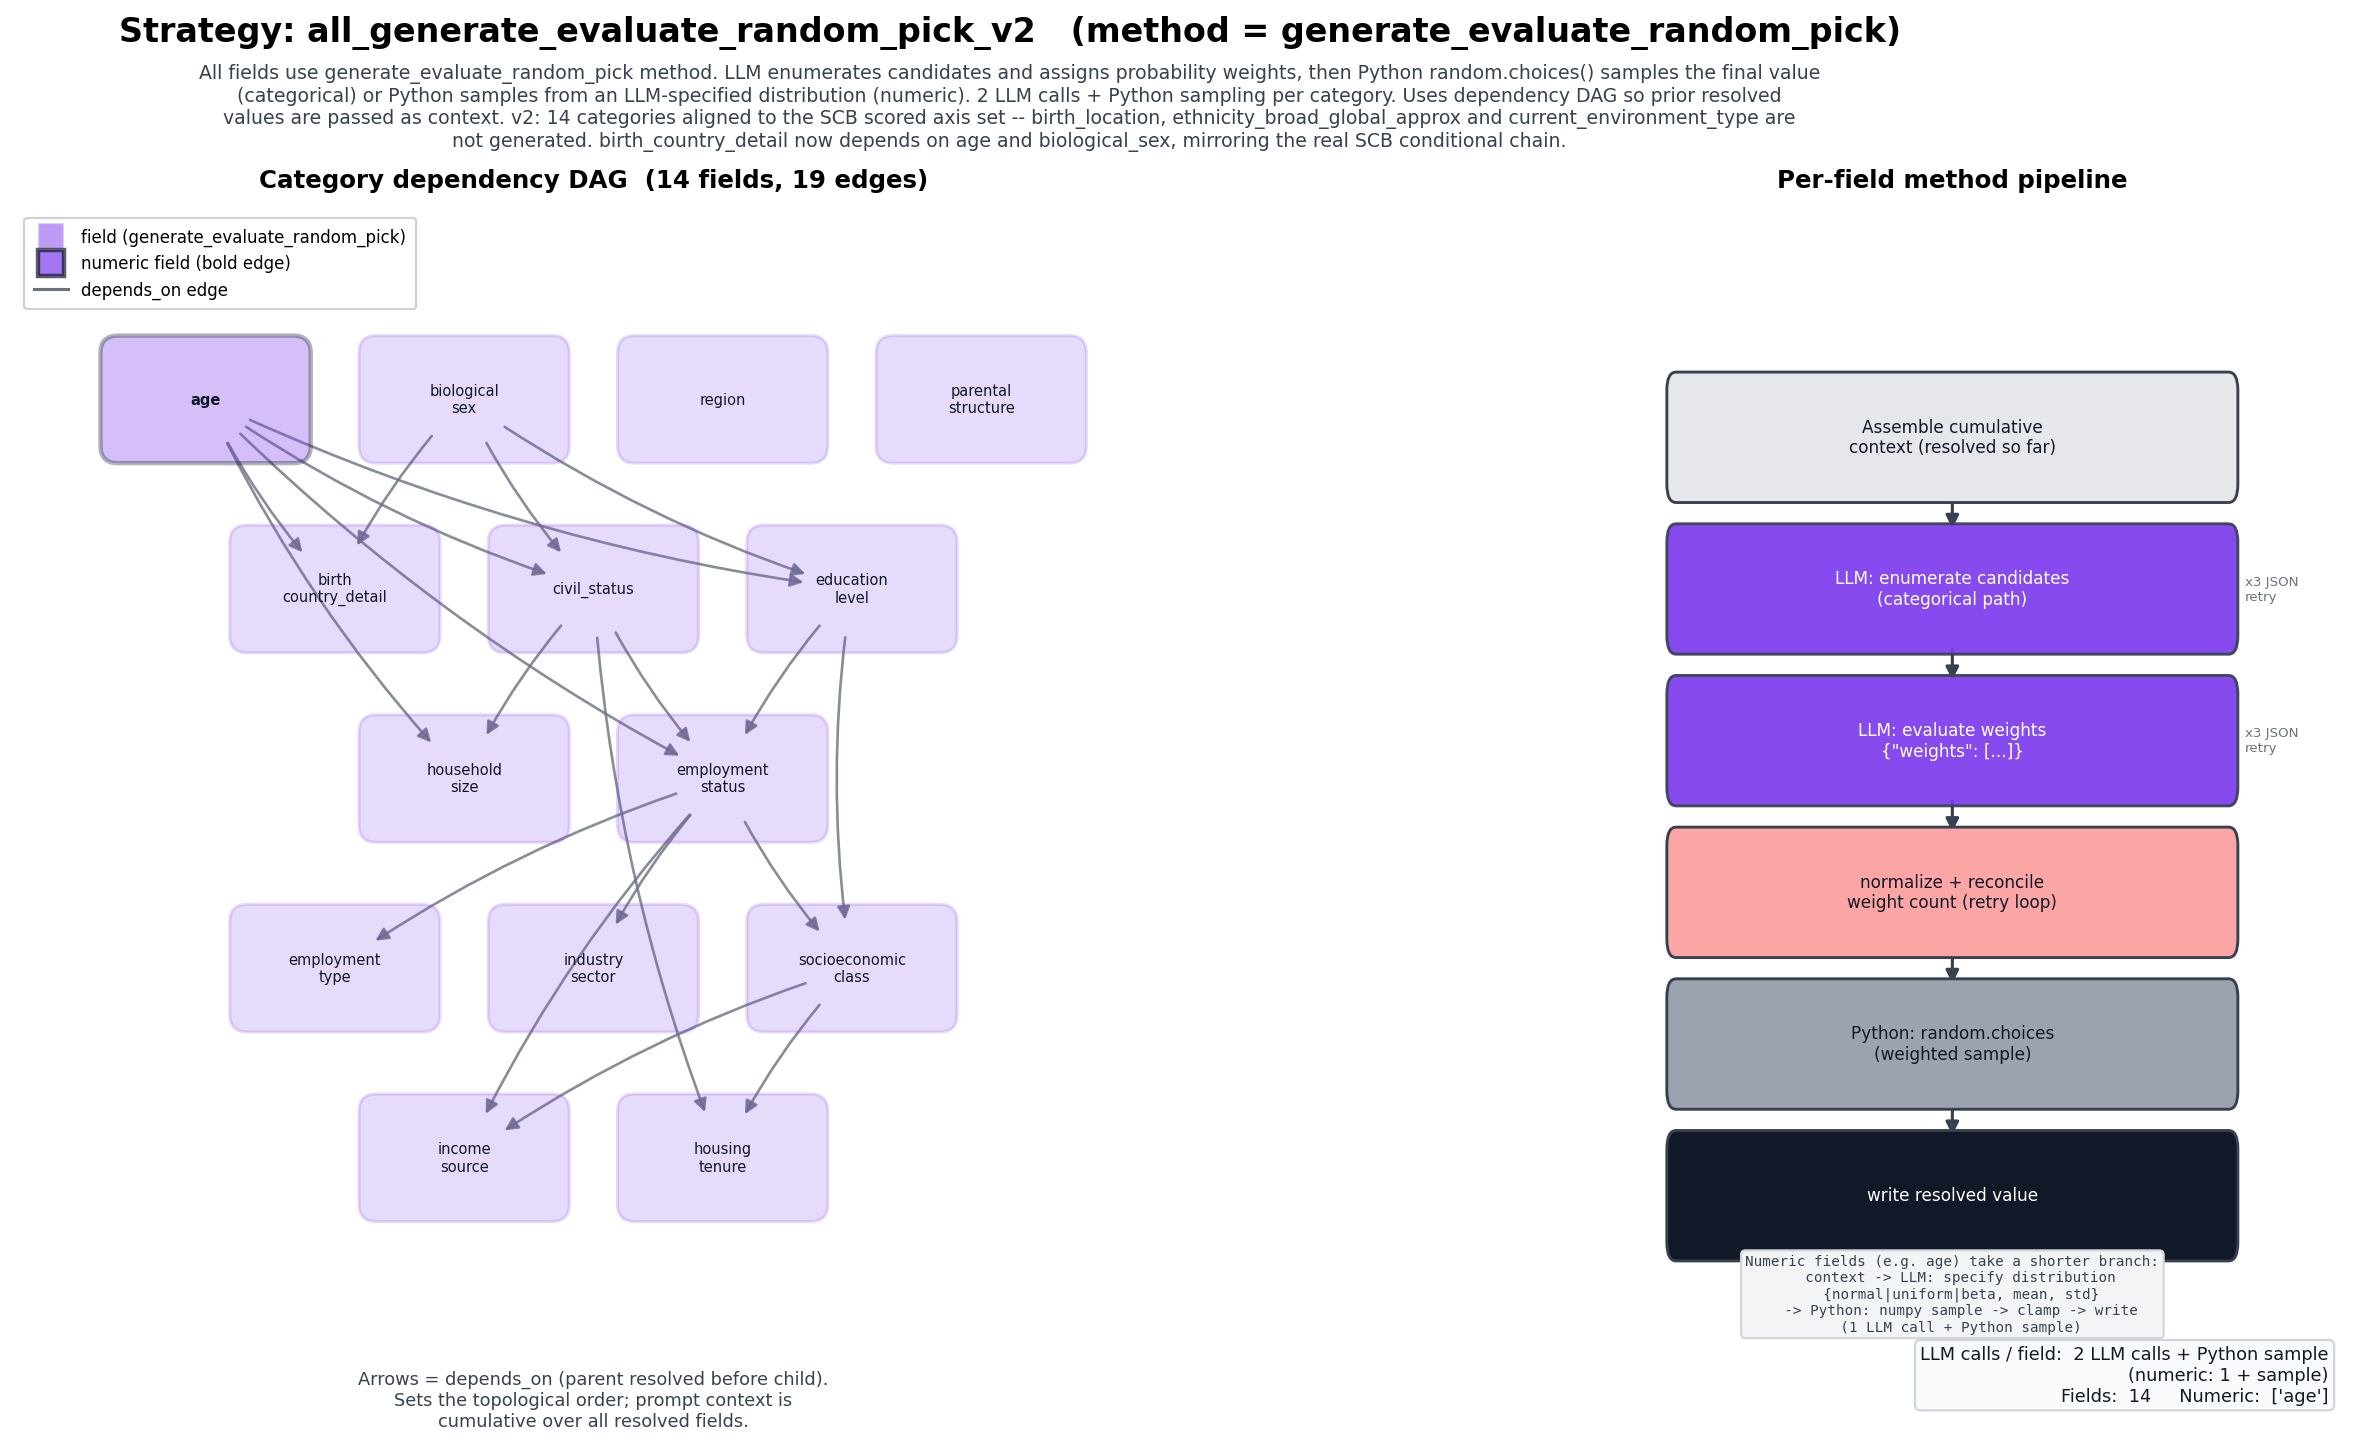 Strategy: all_generate_evaluate_random_pick_v2   (method = generate_evaluate_random_pick)
All fields use generate_evaluate_random_pick method. LLM enumerates candidates and assigns probability weights, then Python random.choices() samples the final value
(categorical) or Python samples from an LLM-specified distribution (numeric). 2 LLM calls + Python sampling per category. Uses dependency DAG so prior resolved
values are passed as context. v2: 14 categories aligned to the SCB scored axis set -- birth_location, ethnicity_broad_global_approx and current_environment_type are
not generated. birth_country_detail now depends on age and biological_sex, mirroring the real SCB conditional chain.
Category dependency DAG  (14 fields, 19 edges)
field (generate_evaluate_random_pick)
numeric field (bold edge)
depends_on edge
age
biological
sex
region
parental
structure
birth
country_detail
civil_status
education
level
household
size
employment
status
employment
type
industry
sector
socioeconomic
class
income
source
housing
tenure
Arrows = depends_on (parent resolved before child).
Sets the topological order; prompt context is
cumulative over all resolved fields.
Per-field method pipeline
Assemble cumulative
context (resolved so far)
LLM: enumerate candidates
(categorical path)
x3 JSON
retry
LLM: evaluate weights
{"weights": [...]}
x3 JSON
retry
normalize + reconcile
weight count (retry loop)
Python: random.choices
(weighted sample)
write resolved value
Numeric fields (e.g. age) take a shorter branch:
context -> LLM: specify distribution
{normal|uniform|beta, mean, std}
-> Python: numpy sample -> clamp -> write
(1 LLM call + Python sample)
LLM calls / field:  2 LLM calls + Python sample
(numeric: 1 + sample)
Fields:  14     Numeric:  ['age']